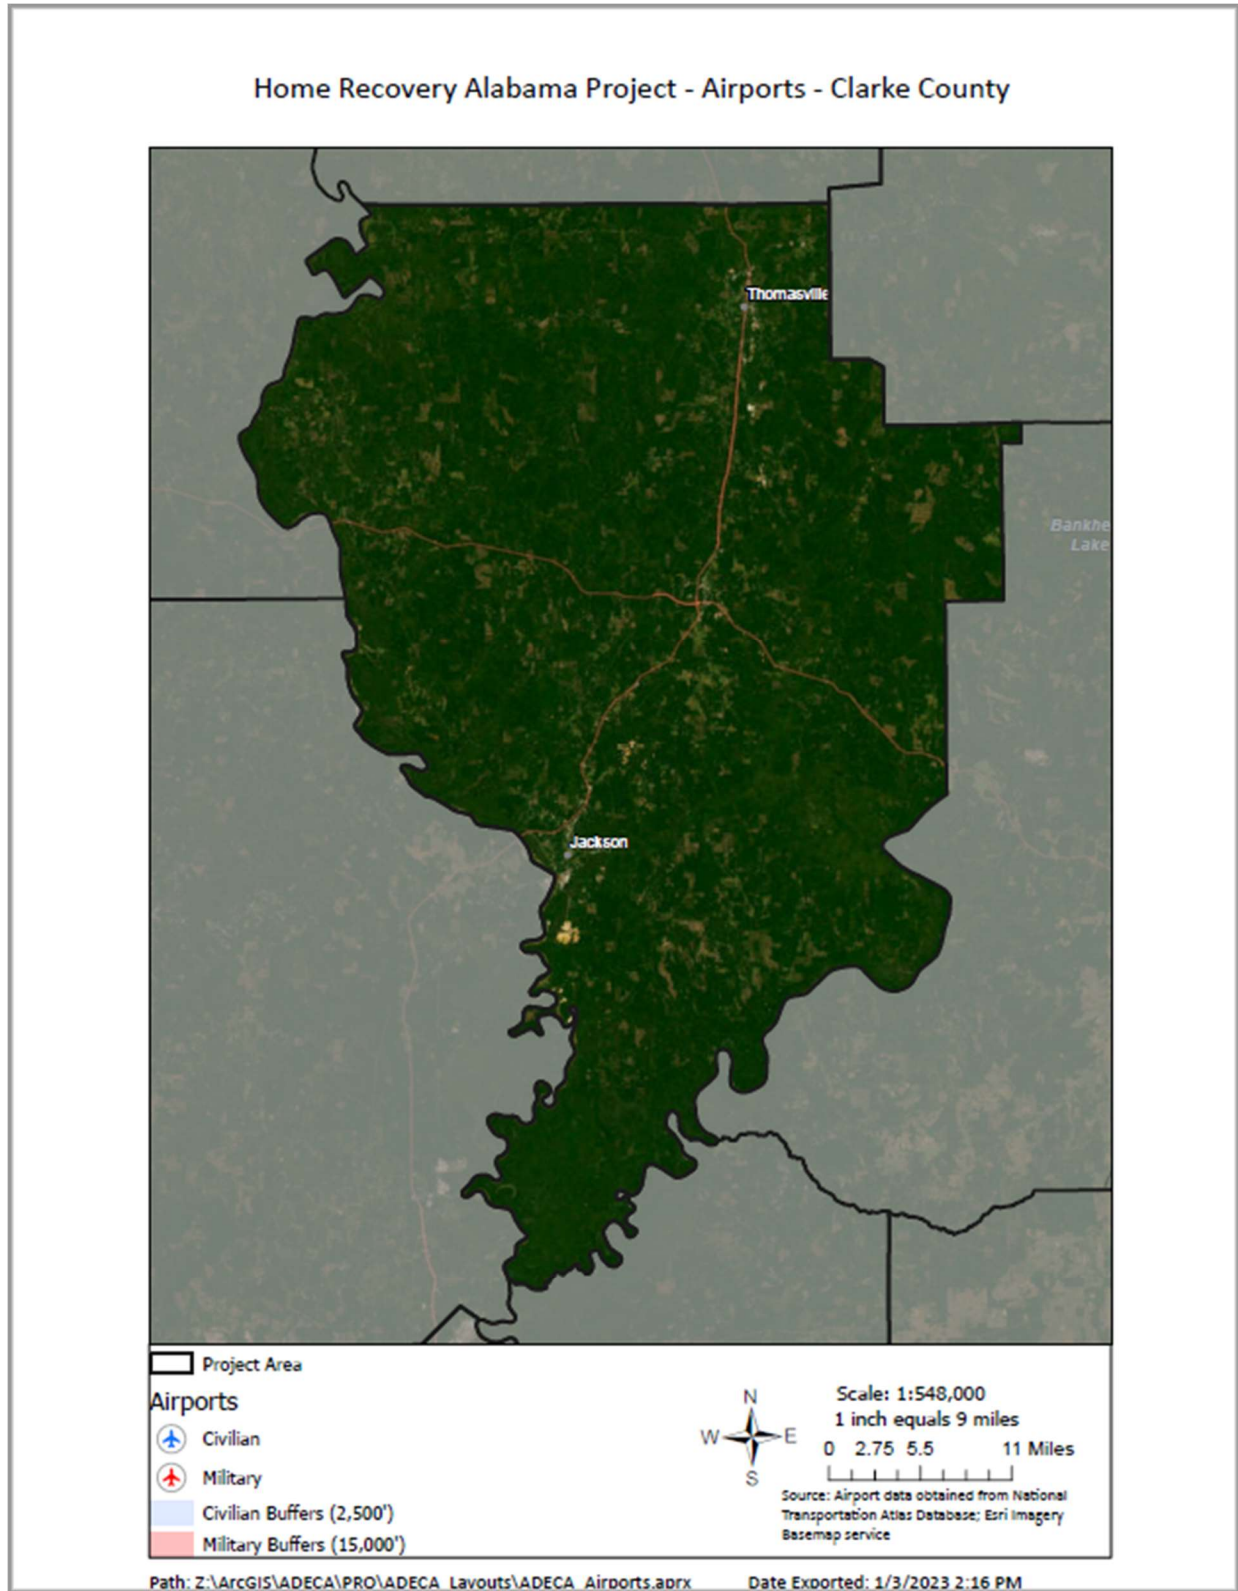 Home Recovery Alabama Project - Airports - Clarke County
Thomasville
Bankhe
Lake
Jackson
Project Area
Airports
Civilian
Military
Civilian Buffers (2,500')
Military Buffers (15,000')
N
W E
S
Scale: 1:548,000
1 inch equals 9 miles
0 2.75 5.5 11 Miles
Source: Airport data obtained from National
Transportation Atlas Database; Esri Imagery
Basemap service
Path: Z:\ArcGIS\ADECA\PRO\ADECA_Layouts\ADECA_Airports.aprx Date Exported: 1/3/2023 2:16 PM